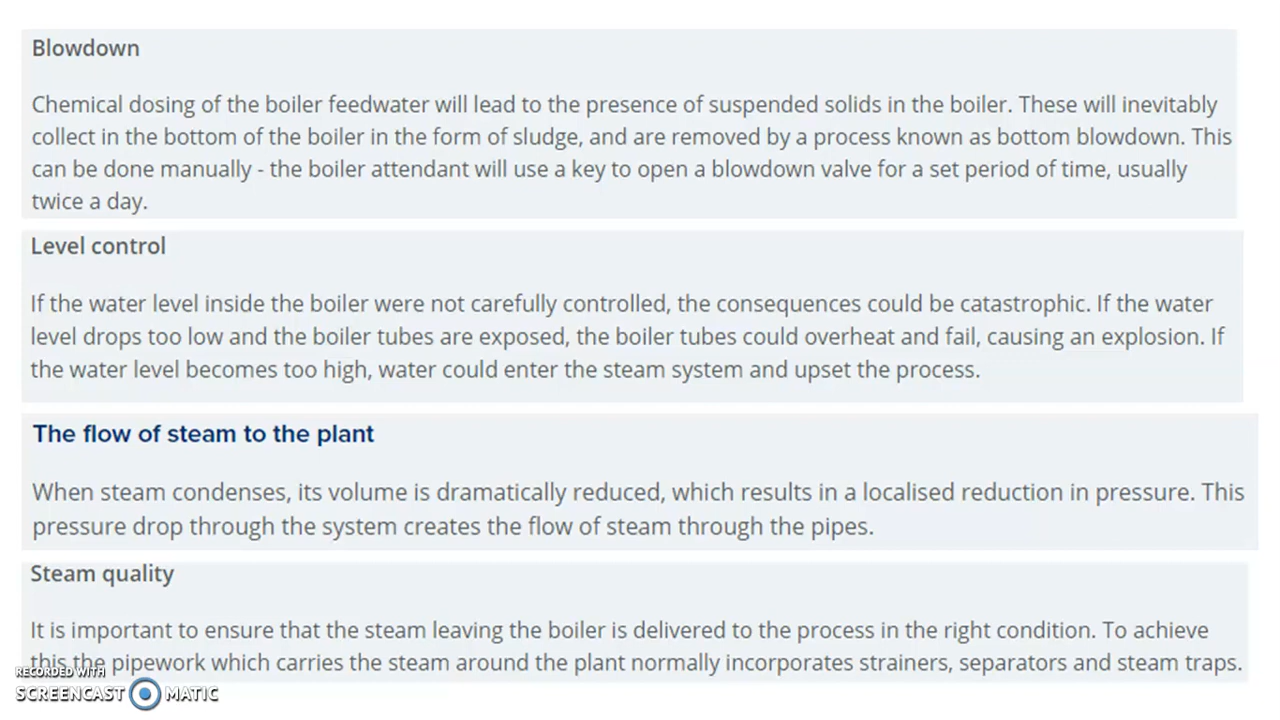 Blowdown
Chemical dosing of the boiler feedwater will lead to the presence of suspended solids in the boiler. These will inevitably
collect in the bottom of the boiler in the form of sludge, and are removed by a process known as bottom blowdown. This
can be done manually - the boiler attendant will use a key to open a blowdown valve for a set period of time, usually
twice a day.
Level control
If the water level inside the boiler were not carefully controlled, the consequences could be catastrophic. If the water
level drops too low and the boiler tubes are exposed, the boiler tubes could overheat and fail, causing an explosion. If
the water level becomes too high, water could enter the steam system and upset the process.
The flow of steam to the plant
When steam condenses, its volume is dramatically reduced, which results in a localised reduction in pressure. This
pressure drop through the system creates the flow of steam through the pipes.
Steam quality
It is important to ensure that the steam leaving the boiler is delivered to the process in the right condition. To achieve
this the pipework which carries the steam around the plant normally incorporates strainers, separators and steam traps.
RECORDED WITH
SCREENCAST MATIC